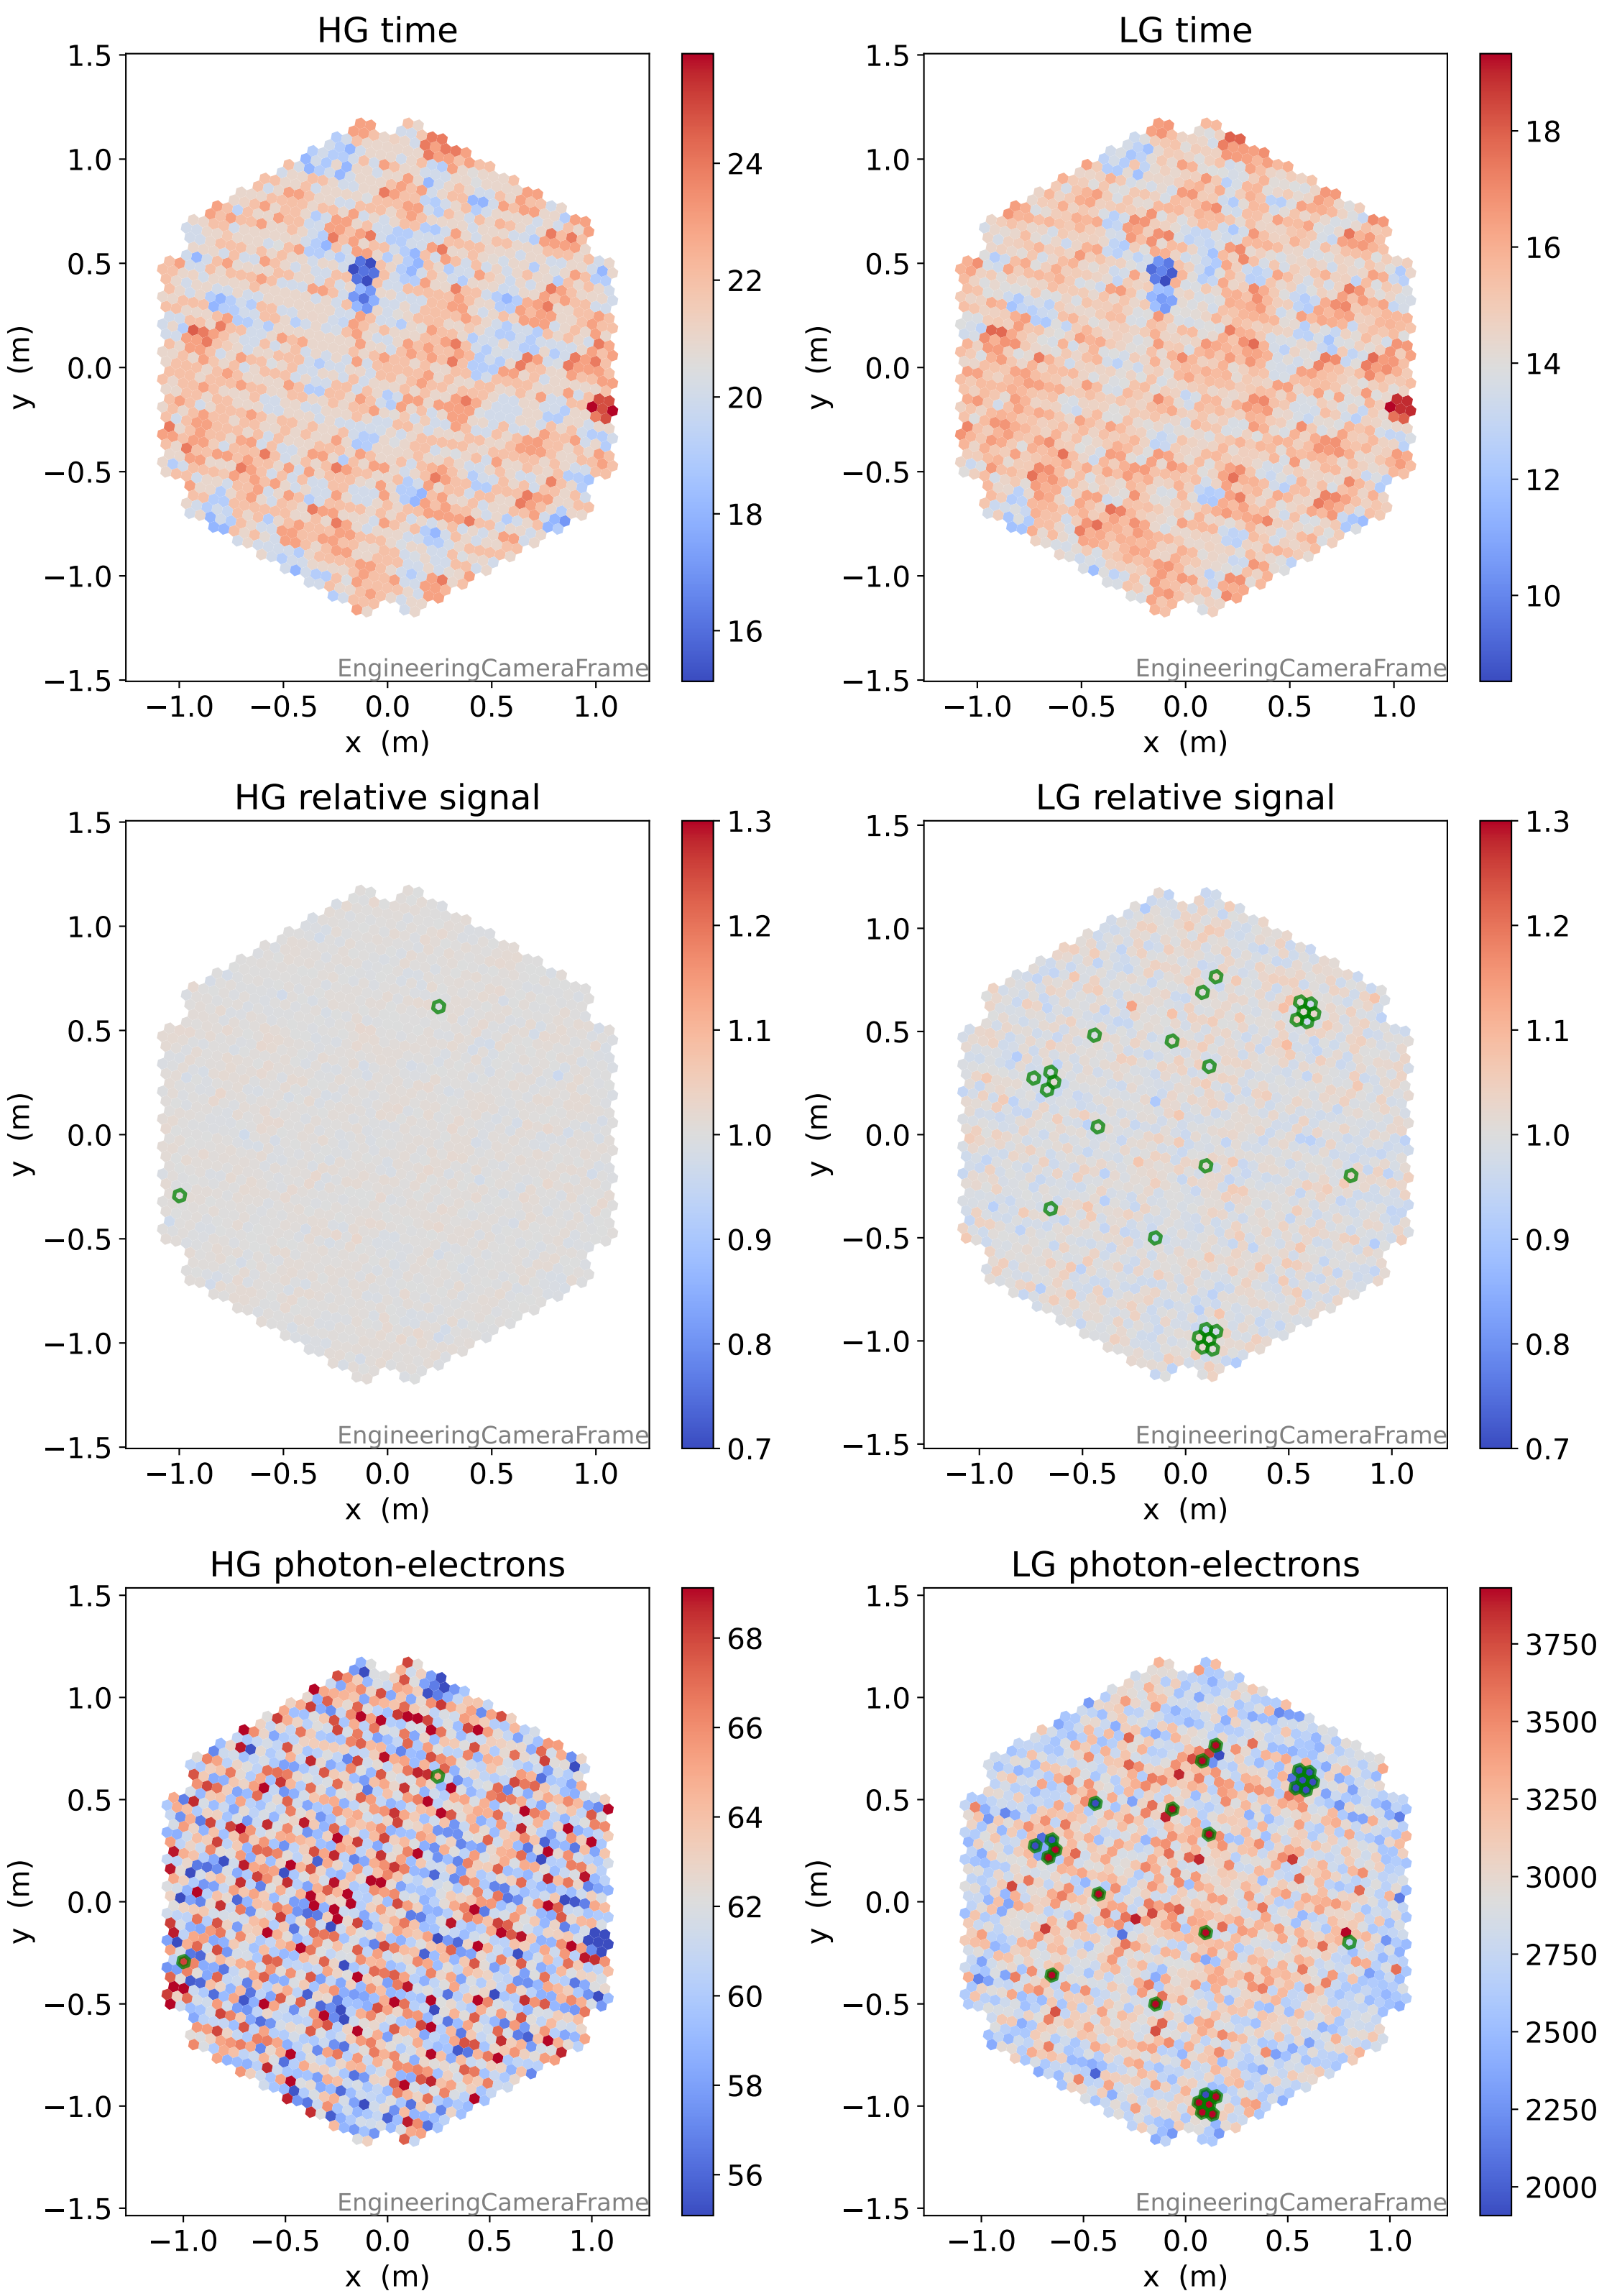 HG time
LG time
1.5
1.0
0.5
0.0
−0.5
−1.0
−1.5
y (m)
EngineeringCameraFrame
−1.0 −0.5 0.0 0.5 1.0
x (m)
24
22
20
18
16
1.5
1.0
0.5
0.0
−0.5
−1.0
−1.5
y (m)
EngineeringCameraFrame
−1.0 −0.5 0.0 0.5 1.0
x (m)
18
16
14
12
10
HG relative signal
LG relative signal
1.5
1.0
0.5
0.0
−0.5
−1.0
−1.5
y (m)
EngineeringCameraFrame
−1.0 −0.5 0.0 0.5 1.0
x (m)
1.3
1.2
1.1
1.0
0.9
0.8
0.7
1.5
1.0
0.5
0.0
−0.5
−1.0
−1.5
y (m)
EngineeringCameraFrame
−1.0 −0.5 0.0 0.5 1.0
x (m)
1.3
1.2
1.1
1.0
0.9
0.8
0.7
HG photon-electrons
LG photon-electrons
1.5
1.0
0.5
0.0
−0.5
−1.0
−1.5
y (m)
EngineeringCameraFrame
−1.0 −0.5 0.0 0.5 1.0
x (m)
68
66
64
62
60
58
56
1.5
1.0
0.5
0.0
−0.5
−1.0
−1.5
y (m)
EngineeringCameraFrame
−1.0 −0.5 0.0 0.5 1.0
x (m)
3750
3500
3250
3000
2750
2500
2250
2000